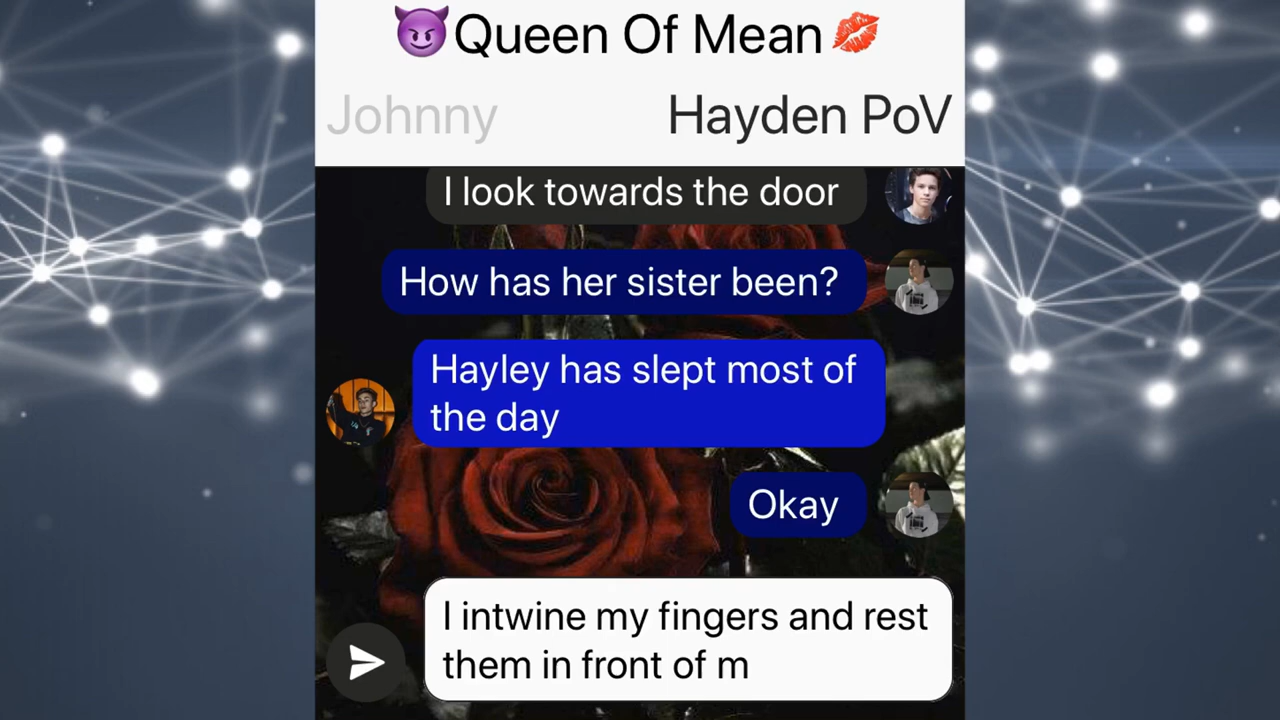 😈Queen Of Mean💋
Johnny
Hayden PoV
I look towards the door
How has her sister been?
Hayley has slept most of
the day
Okay
I intwine my fingers and rest
them in front of m